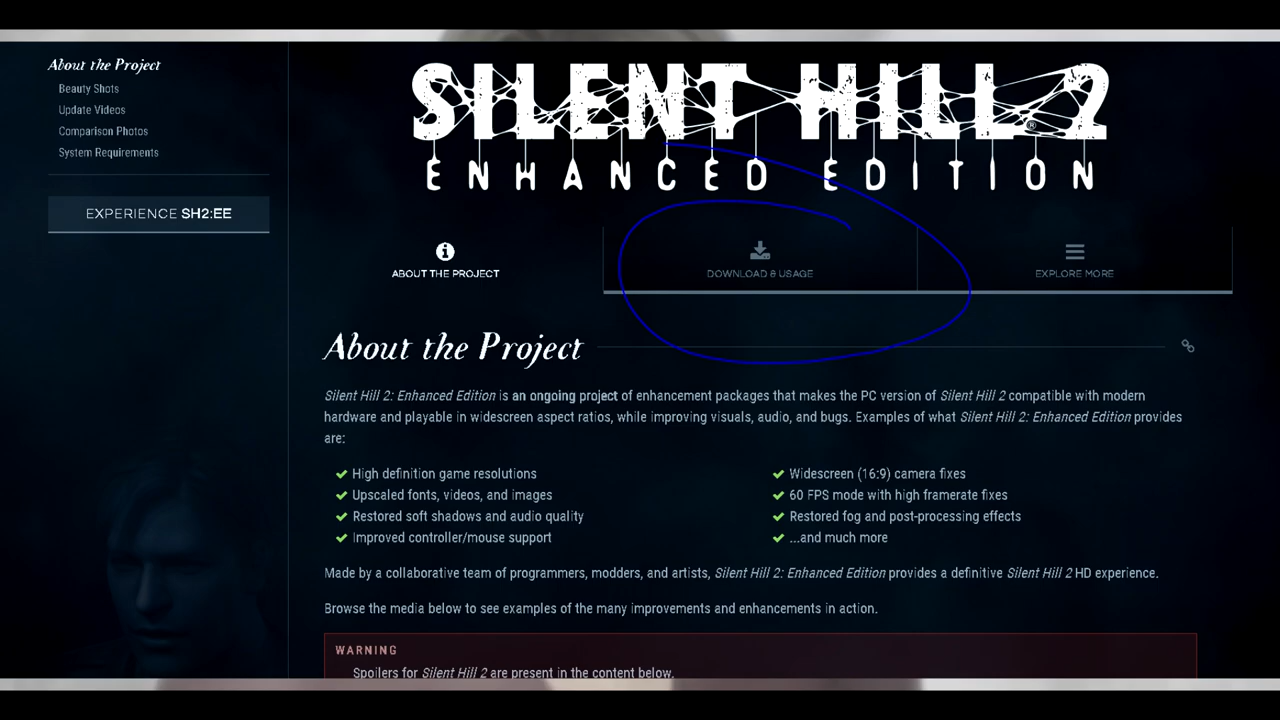 About the Project
Beauty Shots
Update Videos
Comparison Photos
System Requirements
EXPERIENCE SH2:EE
SILENT HILL 2®
ENHANCED EDITION
ABOUT THE PROJECT
DOWNLOAD & USAGE
EXPLORE MORE
About the Project
Silent Hill 2: Enhanced Edition is an ongoing project of enhancement packages that makes the PC version of Silent Hill 2 compatible with modern
hardware and playable in widescreen aspect ratios, while improving visuals, audio, and bugs. Examples of what Silent Hill 2: Enhanced Edition provides
are:
High definition game resolutions
Upscaled fonts, videos, and images
Restored soft shadows and audio quality
Improved controller/mouse support
Widescreen (16:9) camera fixes
60 FPS mode with high framerate fixes
Restored fog and post-processing effects
...and much more
Made by a collaborative team of programmers, modders, and artists, Silent Hill 2: Enhanced Edition provides a definitive Silent Hill 2 HD experience.
Browse the media below to see examples of the many improvements and enhancements in action.
WARNING
Spoilers for Silent Hill 2 are present in the content below.